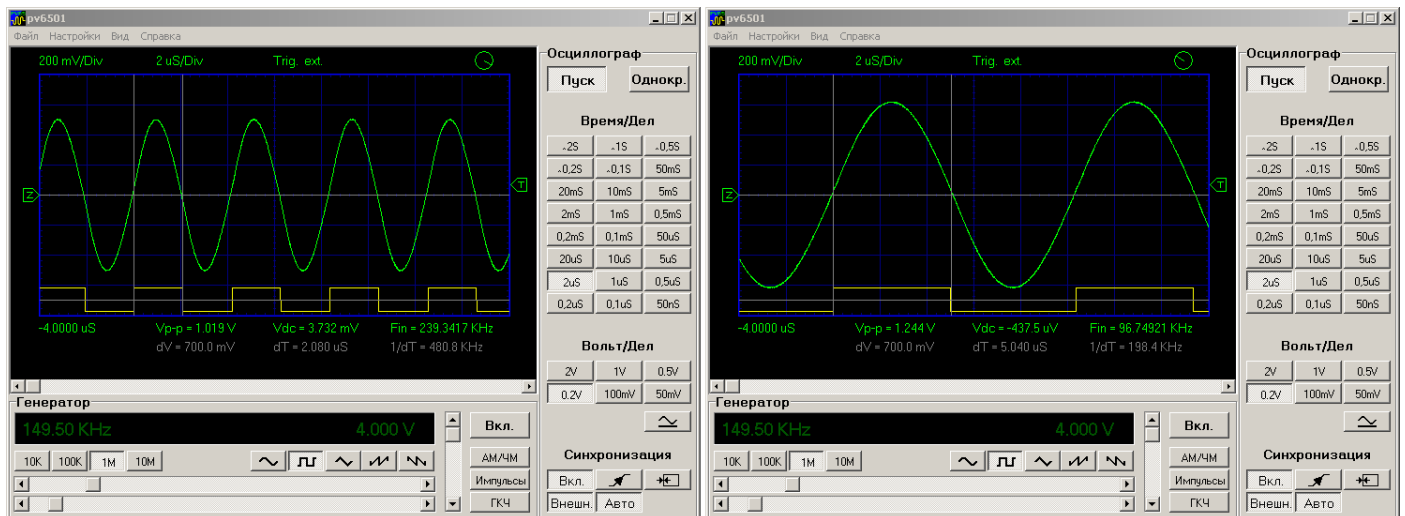 pv6501
Файл Настройки Вид Справка
200 mV/Div 2 uS/Div Trig. ext.
Z
T
-4.0000 uS Vp-p = 1.019 V Vdc = 3.732 mV Fin = 239.3417 KHz
dV = 700.0 mV dT = 2.080 uS 1/dT = 480.8 KHz
Генератор
149.50 KHz 4.000 V
Вкл.
10K 100K 1M 10M
АМ/ЧМ
Импульсы
ГКЧ
Осциллограф
Пуск Однокр.
Время/Дел
.2S .1S .0,5S
.0,2S .0,1S 50mS
20mS 10mS 5mS
2mS 1mS 0,5mS
0,2mS 0,1mS 50uS
20uS 10uS 5uS
2uS 1uS 0,5uS
0,2uS 0,1uS 50nS
Вольт/Дел
2V 1V 0.5V
0.2V 100mV 50mV
Синхронизация
Вкл.
Внешн. Авто
pv6501
Файл Настройки Вид Справка
200 mV/Div 2 uS/Div Trig. ext.
Z
T
-4.0000 uS Vp-p = 1.244 V Vdc = -437.5 uV Fin = 96.74921 KHz
dV = 700.0 mV dT = 5.040 uS 1/dT = 198.4 KHz
Генератор
149.50 KHz 4.000 V
Вкл.
10K 100K 1M 10M
АМ/ЧМ
Импульсы
ГКЧ
Осциллограф
Пуск Однокр.
Время/Дел
.2S .1S .0,5S
.0,2S .0,1S 50mS
20mS 10mS 5mS
2mS 1mS 0,5mS
0,2mS 0,1mS 50uS
20uS 10uS 5uS
2uS 1uS 0,5uS
0,2uS 0,1uS 50nS
Вольт/Дел
2V 1V 0.5V
0.2V 100mV 50mV
Синхронизация
Вкл.
Внешн. Авто